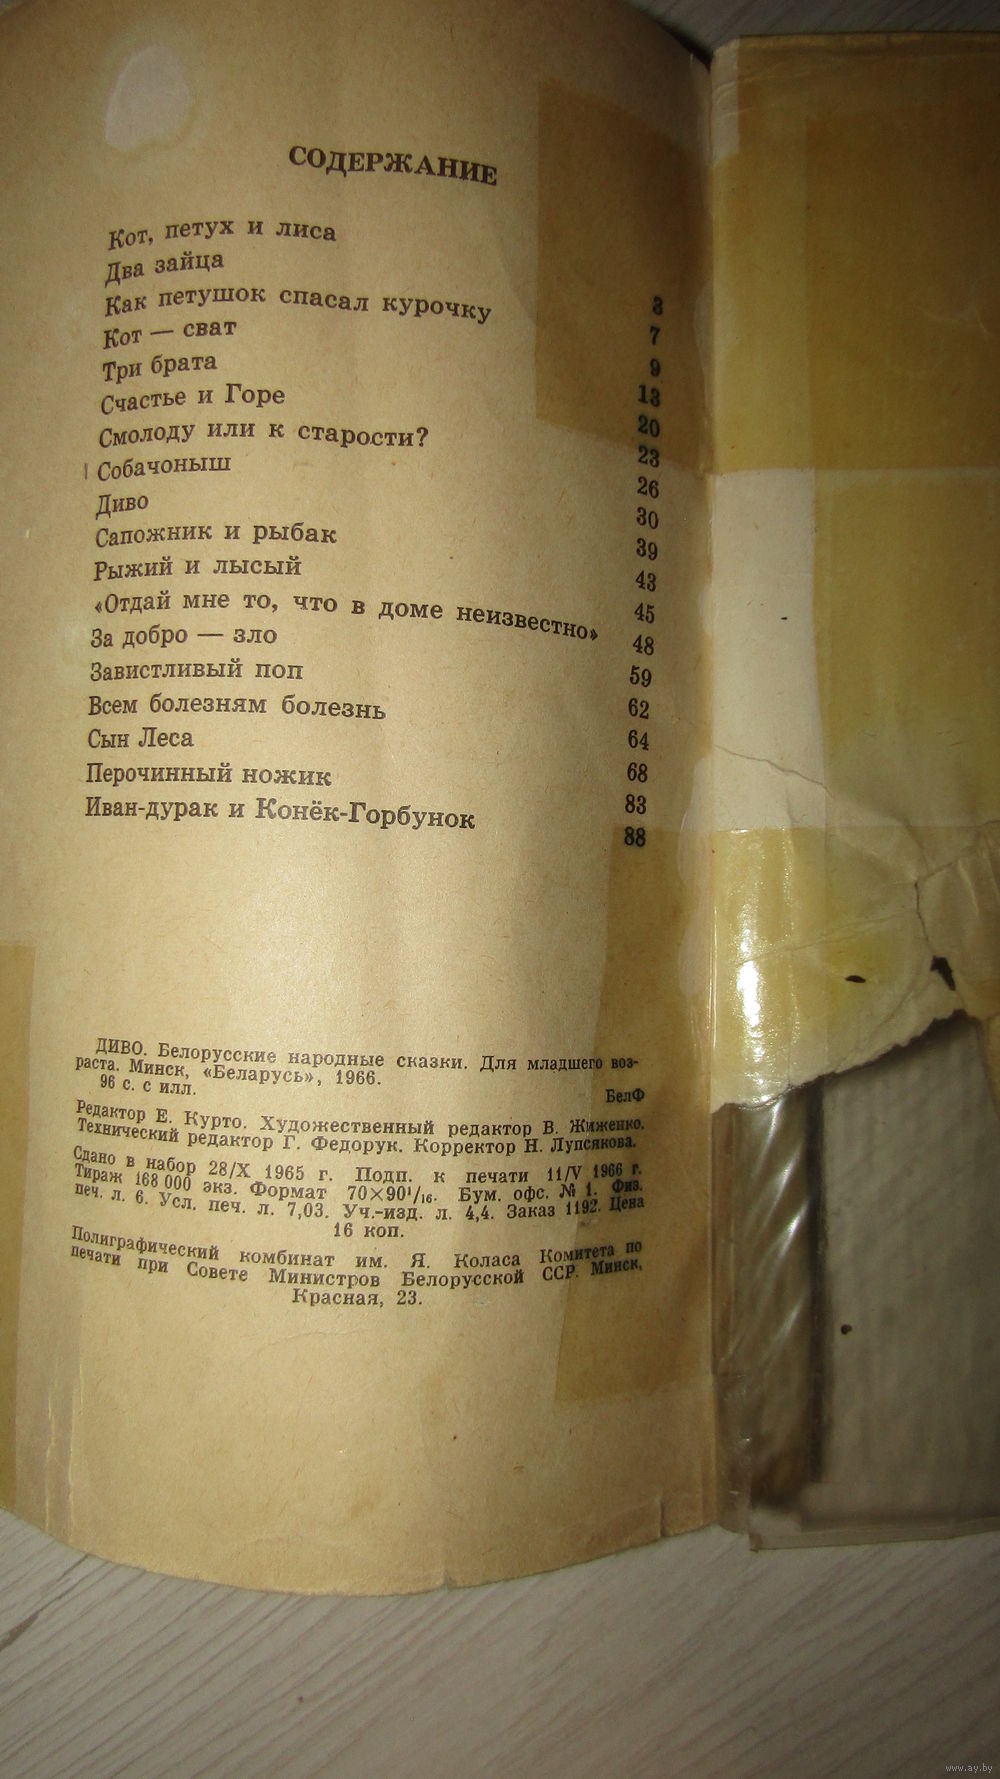 СОДЕРЖАНИЕ
Кот, петух и лиса 3
Два зайца 7
Как петушок спасал курочку 9
Кот — сват 13
Три брата 20
Счастье и Горе 23
Смолоду или к старости? 26
Собачоныш 30
Диво 39
Сапожник и рыбак 43
Рыжий и лысый 45
«Отдай мне то, что в доме неизвестно» 48
За добро — зло 59
Завистливый поп 62
Всем болезням болезнь 64
Сын Леса 68
Перочинный ножик 83
Иван-дурак и Конёк-Горбунок 88
ДИВО. Белорусские народные сказки. Для младшего воз-
раста. Минск, «Беларусь», 1966.
96 с. с илл.
БелФ
Редактор Е. Курто. Художественный редактор В. Жиженко.
Технический редактор Г. Федорук. Корректор Н. Лупсякова.
Сдано в набор 28/X 1965 г. Подп. к печати 11/V 1966 г.
Тираж 168 000 экз. Формат 70×90¹/₁₆. Бум. офс. № 1. Физ.
печ. л. 6. Усл. печ. л. 7,03. Уч.-изд. л. 4,4. Заказ 1192. Цена
16 коп.
Полиграфический комбинат им. Я. Коласа Комитета по
печати при Совете Министров Белорусской ССР. Минск,
Красная, 23.
www.ay.by